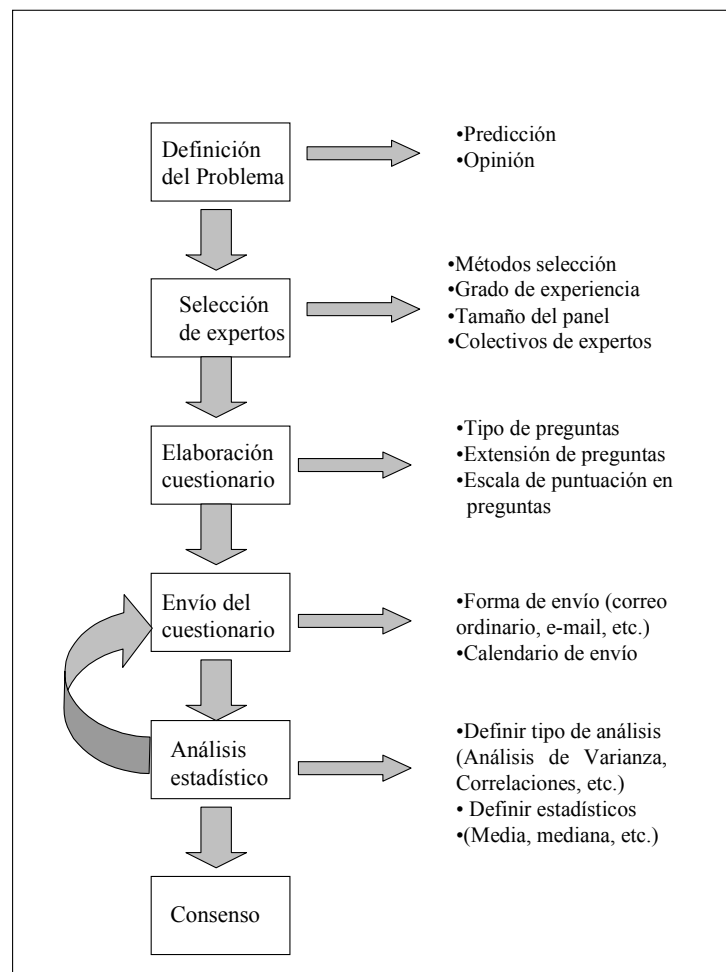 Definición
del Problema
•Predicción
•Opinión
Selección
de expertos
•Métodos selección
•Grado de experiencia
•Tamaño del panel
•Colectivos de expertos
Elaboración
cuestionario
•Tipo de preguntas
•Extensión de preguntas
•Escala de puntuación en
preguntas
Envío del
cuestionario
•Forma de envío (correo
ordinario, e-mail, etc.)
•Calendario de envío
Análisis
estadístico
•Definir tipo de análisis
(Análisis de Varianza,
Correlaciones, etc.)
• Definir estadísticos
•(Media, mediana, etc.)
Consenso